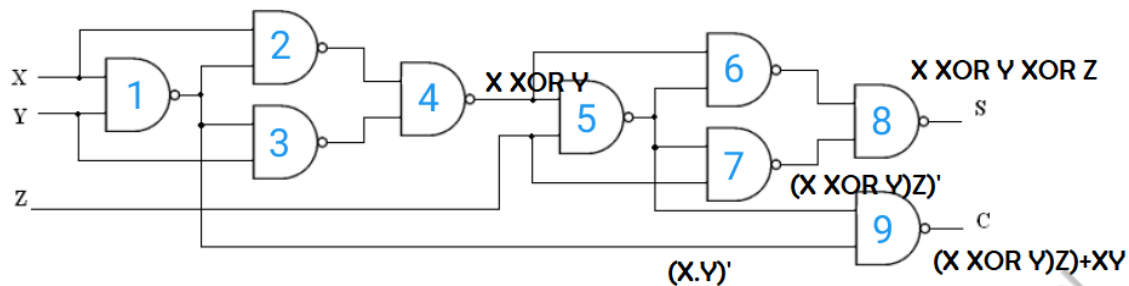 X
Y
Z
1
2
3
4
X XOR Y
5
6
7
8
X XOR Y XOR Z
S
(X XOR Y)Z)'
9
C
(X.Y)'
(X XOR Y)Z)+XY